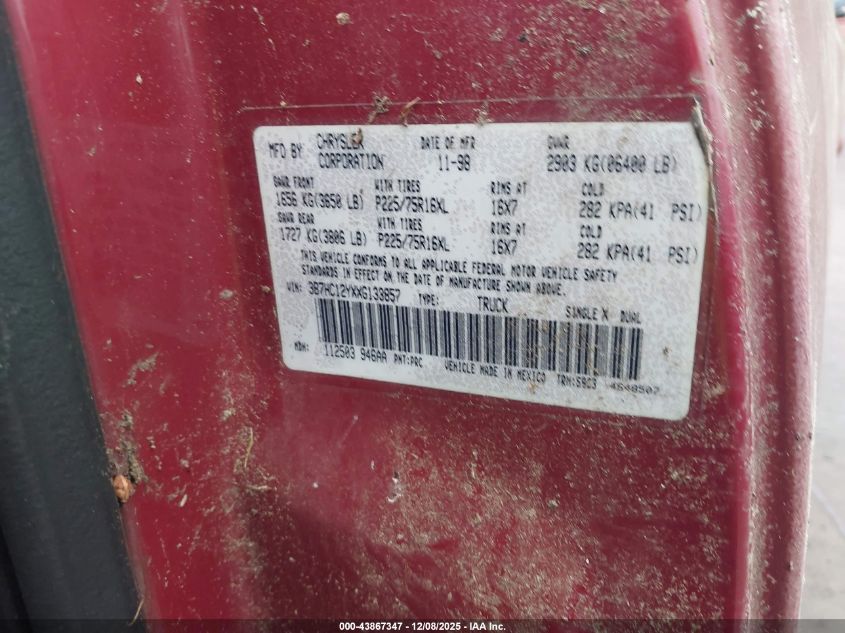 MFD BY CHRYSLER CORPORATION DATE OF MFR 11-98 GVWR 2903 KG(06400 LB)
GAWR FRONT WITH TIRES RIMS AT COLD
1656 KG(3650 LB) P225/75R16XL 16X7 282 KPA(41 PSI)
GAWR REAR WITH TIRES RIMS AT COLD
1727 KG(3806 LB) P225/75R16XL 16X7 282 KPA(41 PSI)
THIS VEHICLE CONFORMS TO ALL APPLICABLE FEDERAL MOTOR VEHICLE SAFETY
STANDARDS IN EFFECT ON THE DATE OF MANUFACTURE SHOWN ABOVE.
VIN: 3B7HC12YXXG133857 TYPE: TRUCK SINGLE X DUAL
MDH: 112503 946AA PNT:PRC VEHICLE MADE IN MEXICO TRM:S9C3 4648507
000-43867347 - 12/08/2025 - IAA Inc.